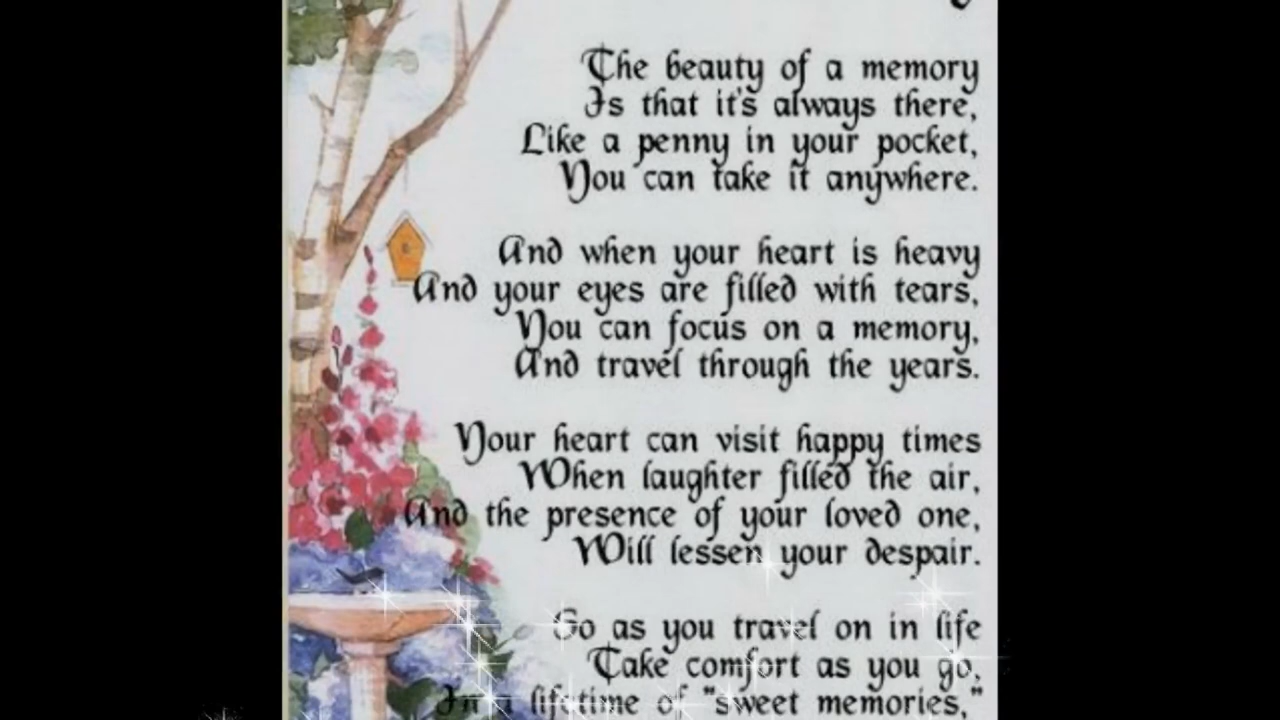 The beauty of a memory
Is that it's always there,
Like a penny in your pocket,
You can take it anywhere.
And when your heart is heavy
And your eyes are filled with tears,
You can focus on a memory,
And travel through the years.
Your heart can visit happy times
When laughter filled the air,
And the presence of your loved one,
Will lessen your despair.
So as you travel on in life
Take comfort as you go,
In a lifetime of "sweet memories,"